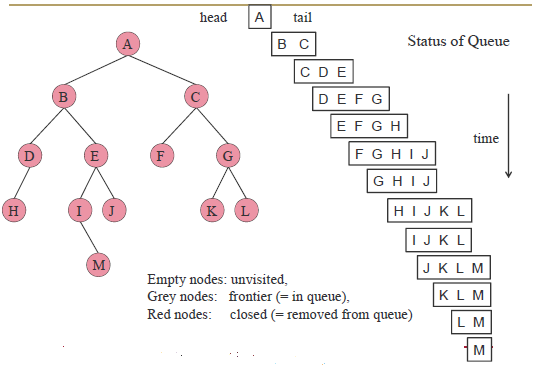 head A tail
B C
Status of Queue
C D E
D E F G
E F G H
time
F G H I J
G H I J
H I J K L
I J K L
J K L M
K L M
L M
M
A
B C
D E F G
H I J K L
M
Empty nodes: unvisited,
Grey nodes: frontier (= in queue),
Red nodes: closed (= removed from queue)